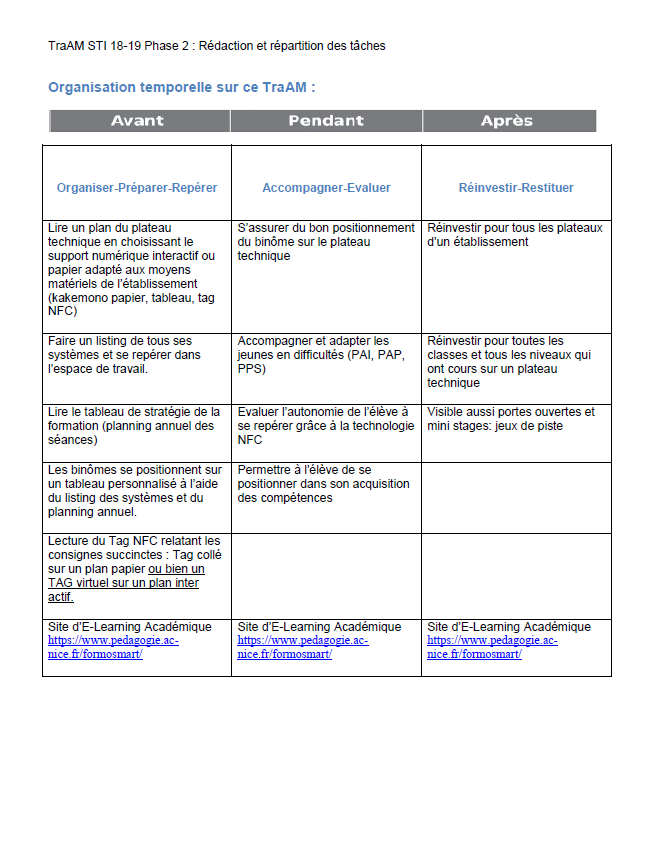 TraAM STI 18-19 Phase 2 : Rédaction et répartition des tâches
Organisation temporelle sur ce TraAM :
Avant Pendant Après
Organiser-Préparer-Repérer
Accompagner-Evaluer
Réinvestir-Restituer
Lire un plan du plateau
technique en choisissant le
support numérique interactif ou
papier adapté aux moyens
matériels de l'établissement
(kakemono papier, tableau, tag
NFC)
S'assurer du bon positionnement
du binôme sur le plateau
technique
Réinvestir pour tous les plateaux
d'un établissement
Faire un listing de tous ses
systèmes et se repérer dans
l'espace de travail.
Accompagner et adapter les
jeunes en difficultés (PAI, PAP,
PPS)
Réinvestir pour toutes les
classes et tous les niveaux qui
ont cours sur un plateau
technique
Lire le tableau de stratégie de la
formation (planning annuel des
séances)
Evaluer l'autonomie de l'élève à
se repérer grâce à la technologie
NFC
Visible aussi portes ouvertes et
mini stages: jeux de piste
Les binômes se positionnent sur
un tableau personnalisé à l'aide
du listing des systèmes et du
planning annuel.
Permettre à l'élève de se
positionner dans son acquisition
des compétences
Lecture du Tag NFC relatant les
consignes succinctes : Tag collé
sur un plan papier ou bien un
TAG virtuel sur un plan inter
actif.
Site d'E-Learning Académique
https://www.pedagogie.ac-
nice.fr/formosmart/
Site d'E-Learning Académique
https://www.pedagogie.ac-
nice.fr/formosmart/
Site d'E-Learning Académique
https://www.pedagogie.ac-
nice.fr/formosmart/